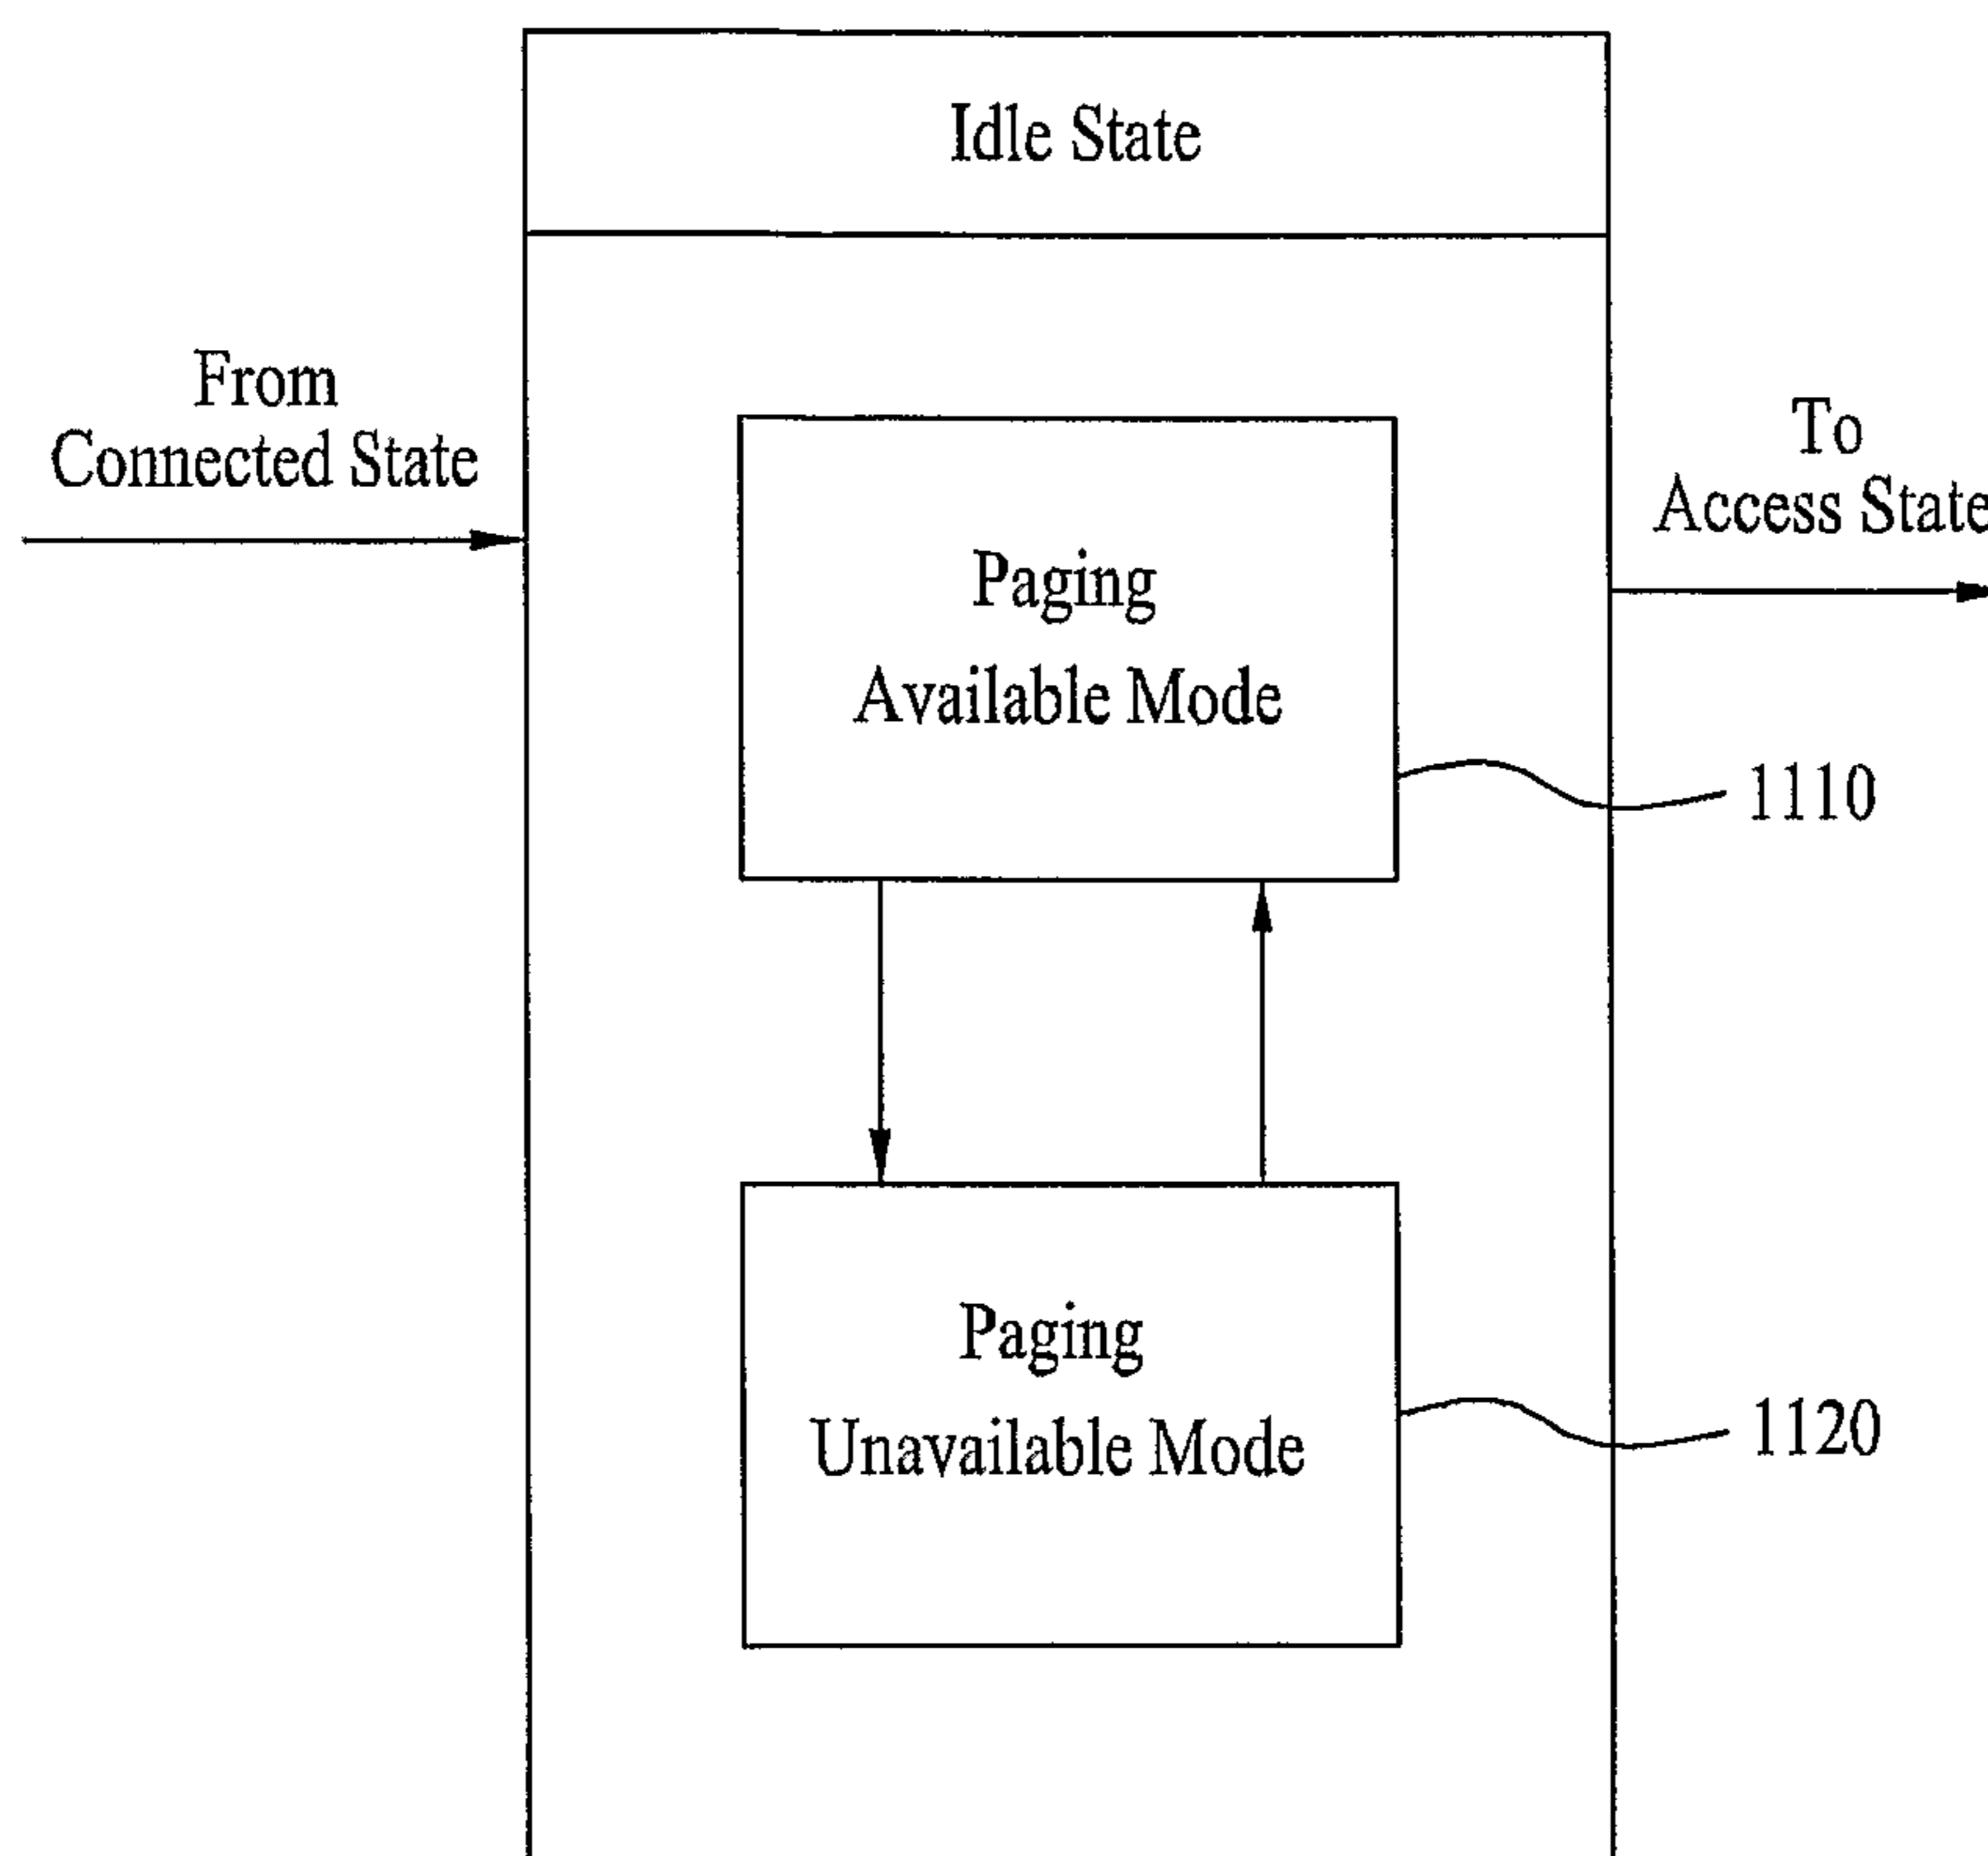 Idle State
From
Connected State
To
Access State
Paging
Available Mode
1110
Paging
Unavailable Mode
1120